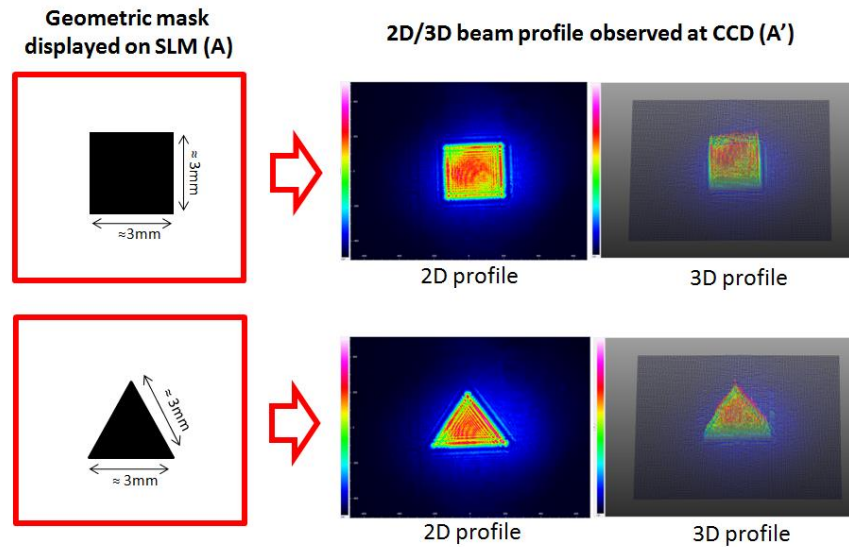 Geometric mask
displayed on SLM (A)
2D/3D beam profile observed at CCD (A’)
≈3mm
≈3mm
2D profile
3D profile
≈ 3mm
≈ 3mm
2D profile
3D profile